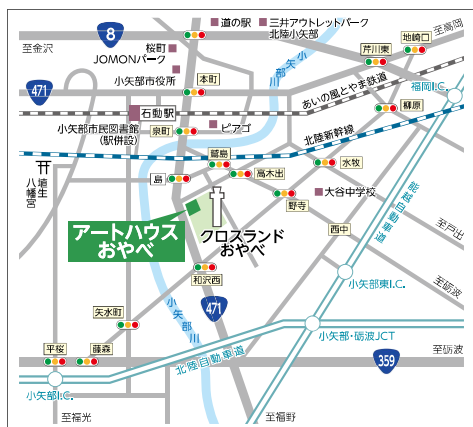 道の駅
三井アウトレットパーク
北陸小矢部
至高岡
8
至金沢
桜町
JOMONパーク
地崎口
芹川東
小矢部市役所
小矢部川
471
本町
あいの風とやま鉄道
福岡I.C.
石動駅
柳原
小矢部市民図書館
(駅併設)
泉町
ピアゴ
北陸新幹線
鷲島
水牧
埴生
八幡宮
島
高木出
大谷中学校
能越自動車道
野寺
至戸出
アートハウス
おやべ
クロスランド
おやべ
西中
和沢西
至砺波
小矢部東I.C.
小矢部川
471
矢水町
小矢部・砺波JCT
平桜
藤森
北陸自動車道
至砺波
359
小矢部I.C.
至福光
至福野